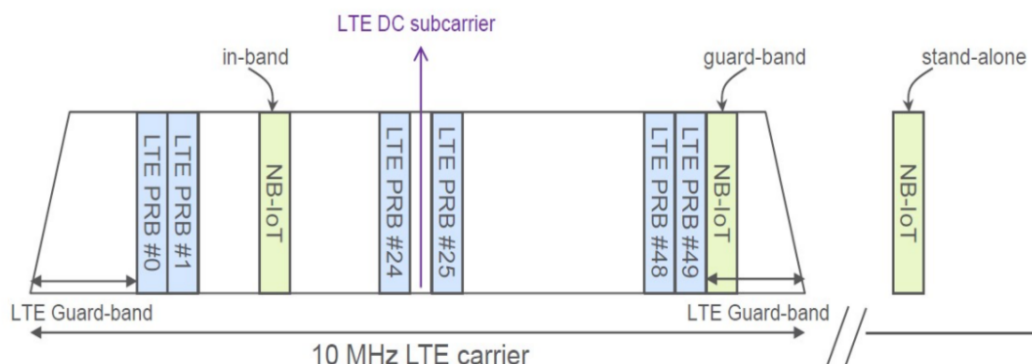 LTE DC subcarrier
in-band
guard-band
stand-alone
LTE PRB #0
LTE PRB #1
NB-IoT
LTE PRB #24
LTE PRB #25
LTE PRB #48
LTE PRB #49
NB-IoT
NB-IoT
LTE Guard-band
LTE Guard-band
10 MHz LTE carrier